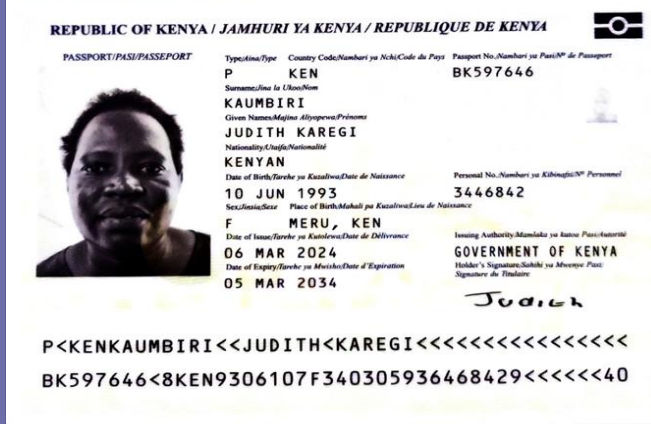 REPUBLIC OF KENYA / JAMHURI YA KENYA / REPUBLIQUE DE KENYA
PASSPORT/PASI/PASSEPORT
Type/Aina/Type Country Code/Nambari ya Nchi/Code du Pays Passport No./Nambari ya Pasi/Nº de Passeport
P KEN BK597646
Surname/Jina la Ukoo/Nom
KAUMBIRI
Given Names/Majina Aliyopewa/Prénoms
JUDITH KAREGI
Nationality/Utaifa/Nationalité
KENYAN
Date of Birth/Tarehe ya Kuzaliwa/Date de Naissance Personal No./Nambari ya Kibinafsi/Nº Personnel
10 JUN 1993 3446842
Sex/Jinsia/Sexe Place of Birth/Mahali pa Kuzaliwa/Lieu de Naissance
F MERU, KEN
Date of Issue/Tarehe ya Kutolewa/Date de Délivrance Issuing Authority/Mamlaka ya kutoa Pasi/Autorité
06 MAR 2024 GOVERNMENT OF KENYA
Date of Expiry/Tarehe ya Mwisho/Date d'Expiration Holder's Signature/Sahihi ya Mwenye Pasi/
Signature du Titulaire
05 MAR 2034
Judith
P<KENKAUMBIRI<<JUDITH<KAREGI<<<<<<<<<<<<<<<<
BK597646<8KEN9306107F340305936468429<<<<<<40